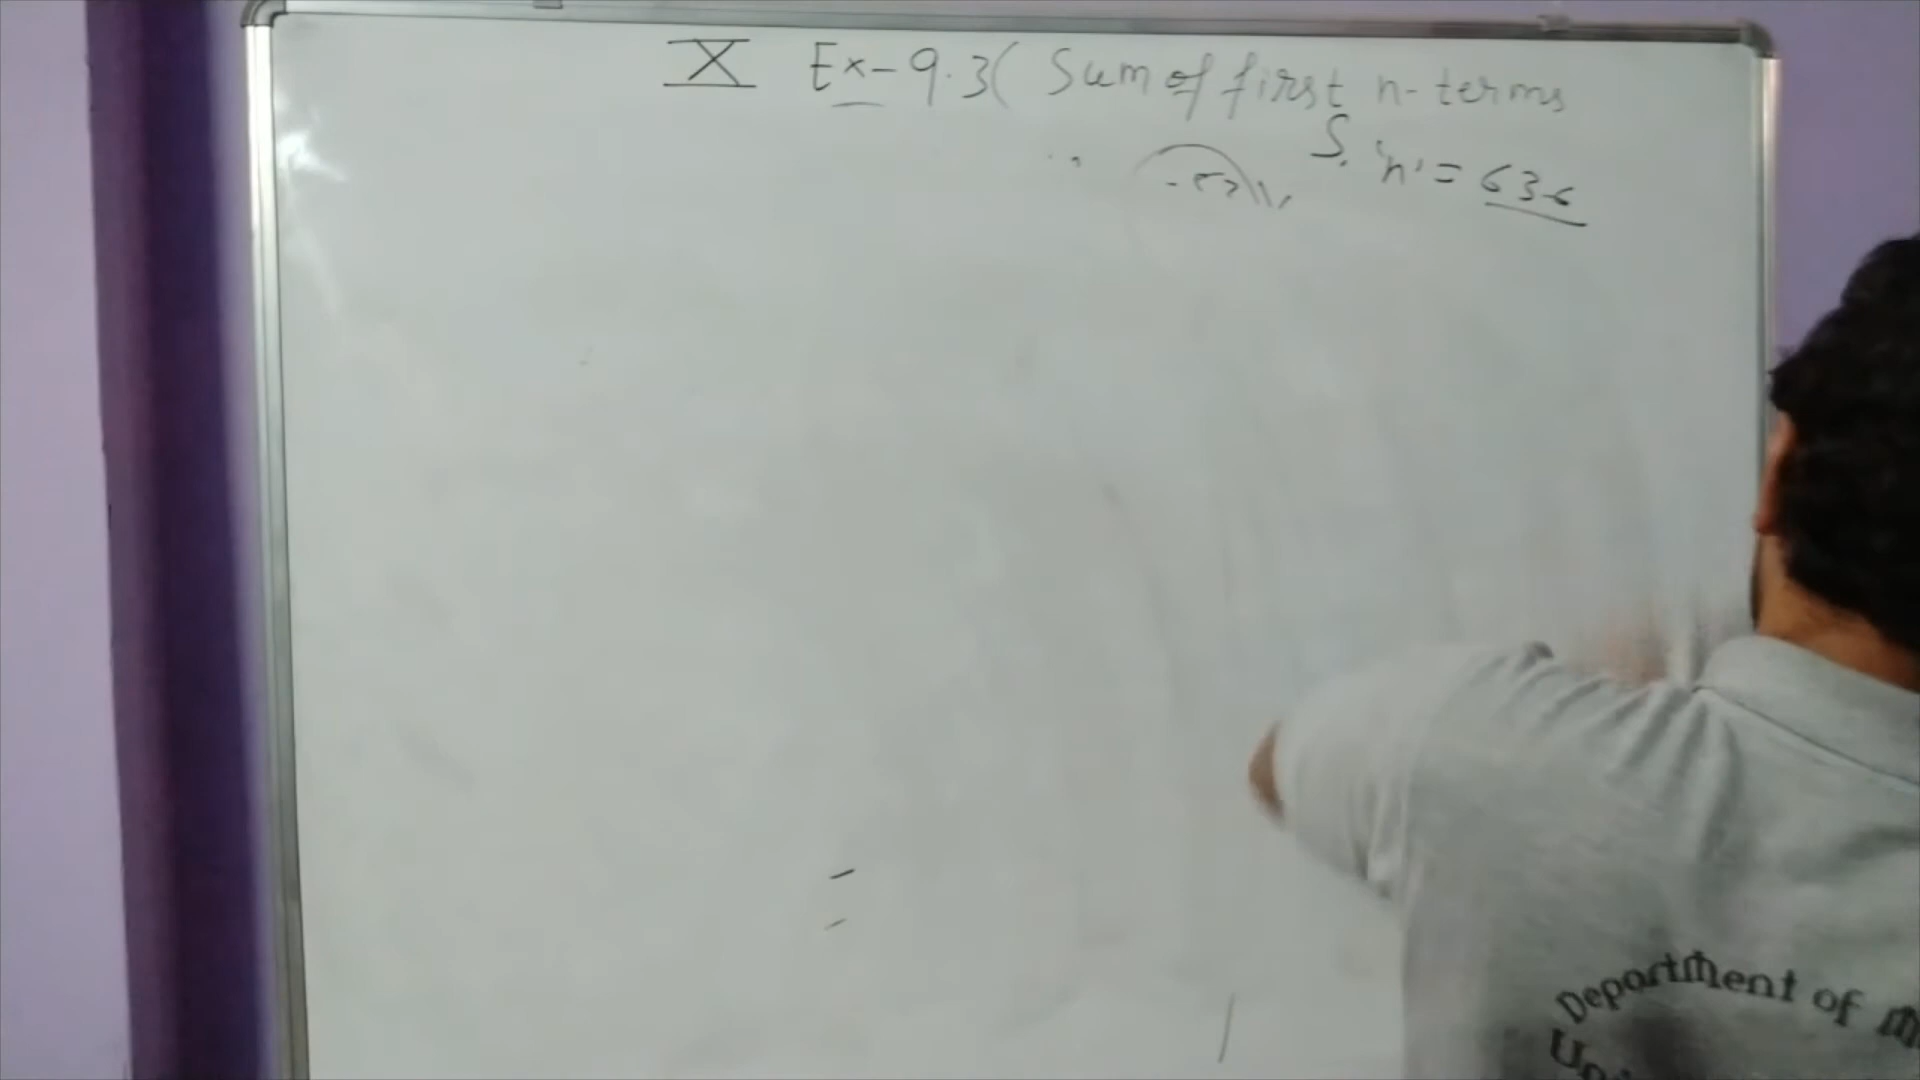 X Ex-9.3( Sum of first n-terms
S. 'n' = 636
Department of